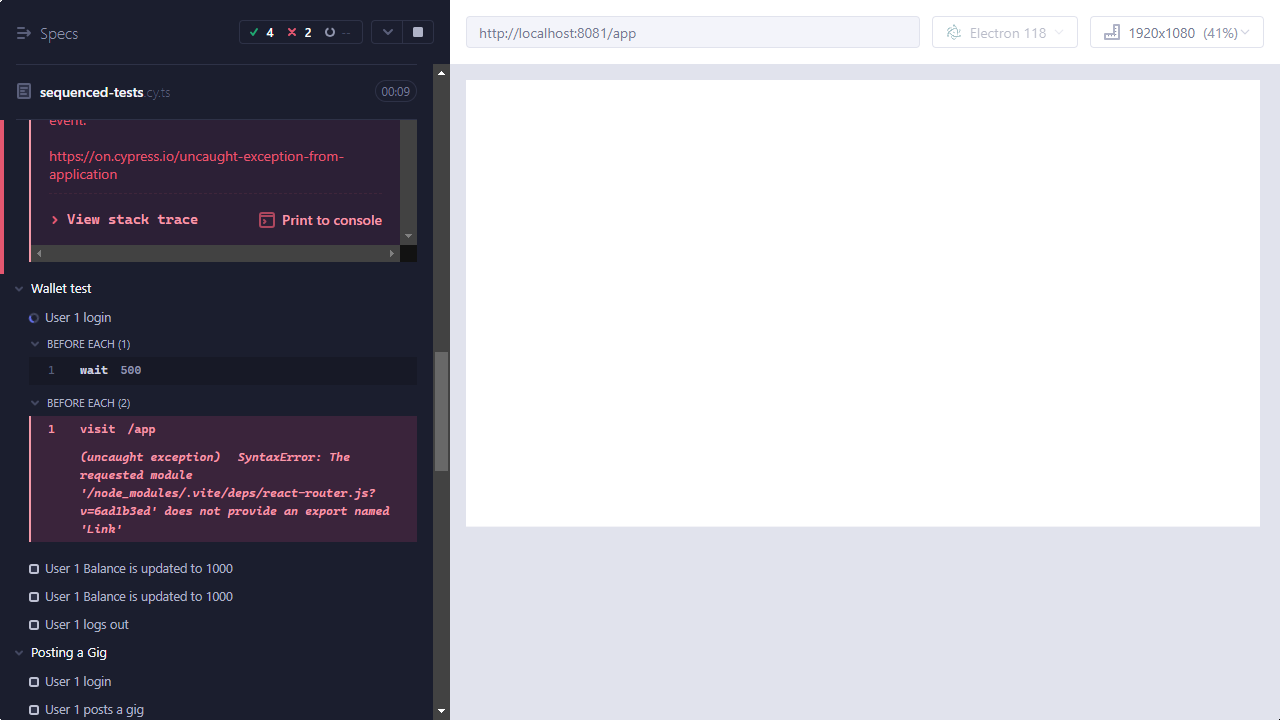 Specs
4 2 --
http://localhost:8081/app
Electron 118
1920x1080 (41%)
sequenced-tests.cy.ts
00:09
event.
https://on.cypress.io/uncaught-exception-from-
application
View stack trace
Print to console
Wallet test
User 1 login
BEFORE EACH (1)
1 wait 500
BEFORE EACH (2)
1 visit /app
(uncaught exception) SyntaxError: The
requested module
'/node_modules/.vite/deps/react-router.js?
v=6ad1b3ed' does not provide an export named
'Link'
User 1 Balance is updated to 1000
User 1 Balance is updated to 1000
User 1 logs out
Posting a Gig
User 1 login
User 1 posts a gig